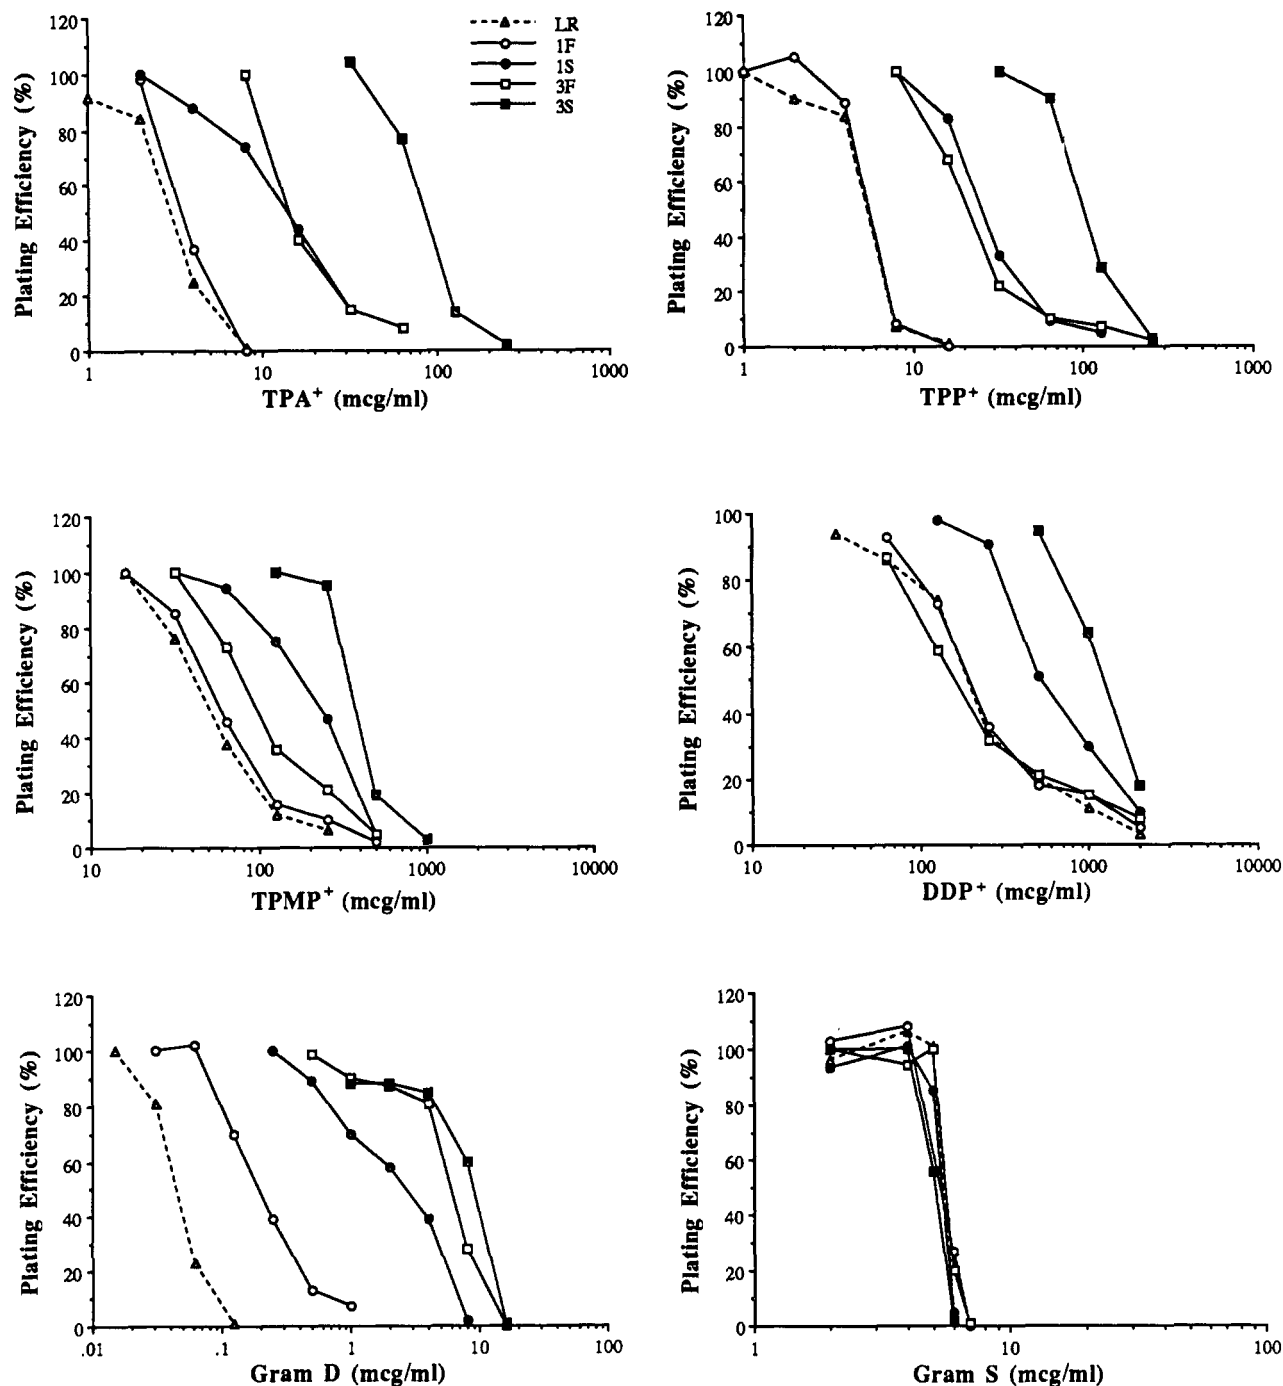 120
100
80
60
40
20
0
Plating Efficiency (%)
1 10 100 1000
TPA+ (mcg/ml)
LR
1F
1S
3F
3S
120
100
80
60
40
20
0
Plating Efficiency (%)
1 10 100 1000
TPP+ (mcg/ml)
120
100
80
60
40
20
0
Plating Efficiency (%)
10 100 1000 10000
TPMP+ (mcg/ml)
100
80
60
40
20
0
Plating Efficiency (%)
10 100 1000 10000
DDP+ (mcg/ml)
120
100
80
60
40
20
0
Plating Efficiency (%)
.01 .1 1 10 100
Gram D (mcg/ml)
120
100
80
60
40
20
0
Plating Efficiency (%)
1 10 100
Gram S (mcg/ml)